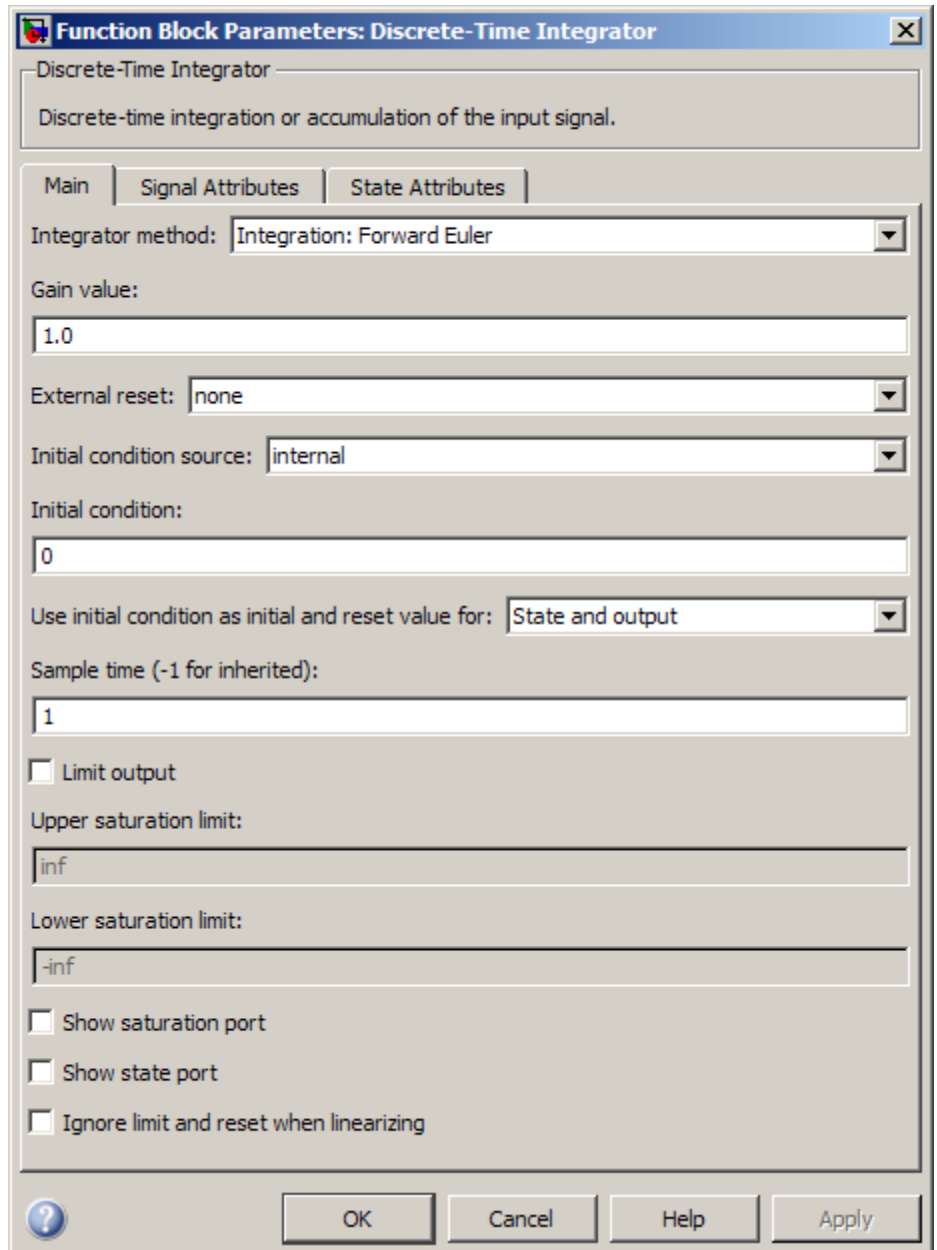 Function Block Parameters: Discrete-Time Integrator
Discrete-Time Integrator
Discrete-time integration or accumulation of the input signal.
Main Signal Attributes State Attributes
Integrator method: Integration: Forward Euler
Gain value:
1.0
External reset: none
Initial condition source: internal
Initial condition:
0
Use initial condition as initial and reset value for: State and output
Sample time (-1 for inherited):
1
Limit output
Upper saturation limit:
inf
Lower saturation limit:
-inf
Show saturation port
Show state port
Ignore limit and reset when linearizing
? OK Cancel Help Apply